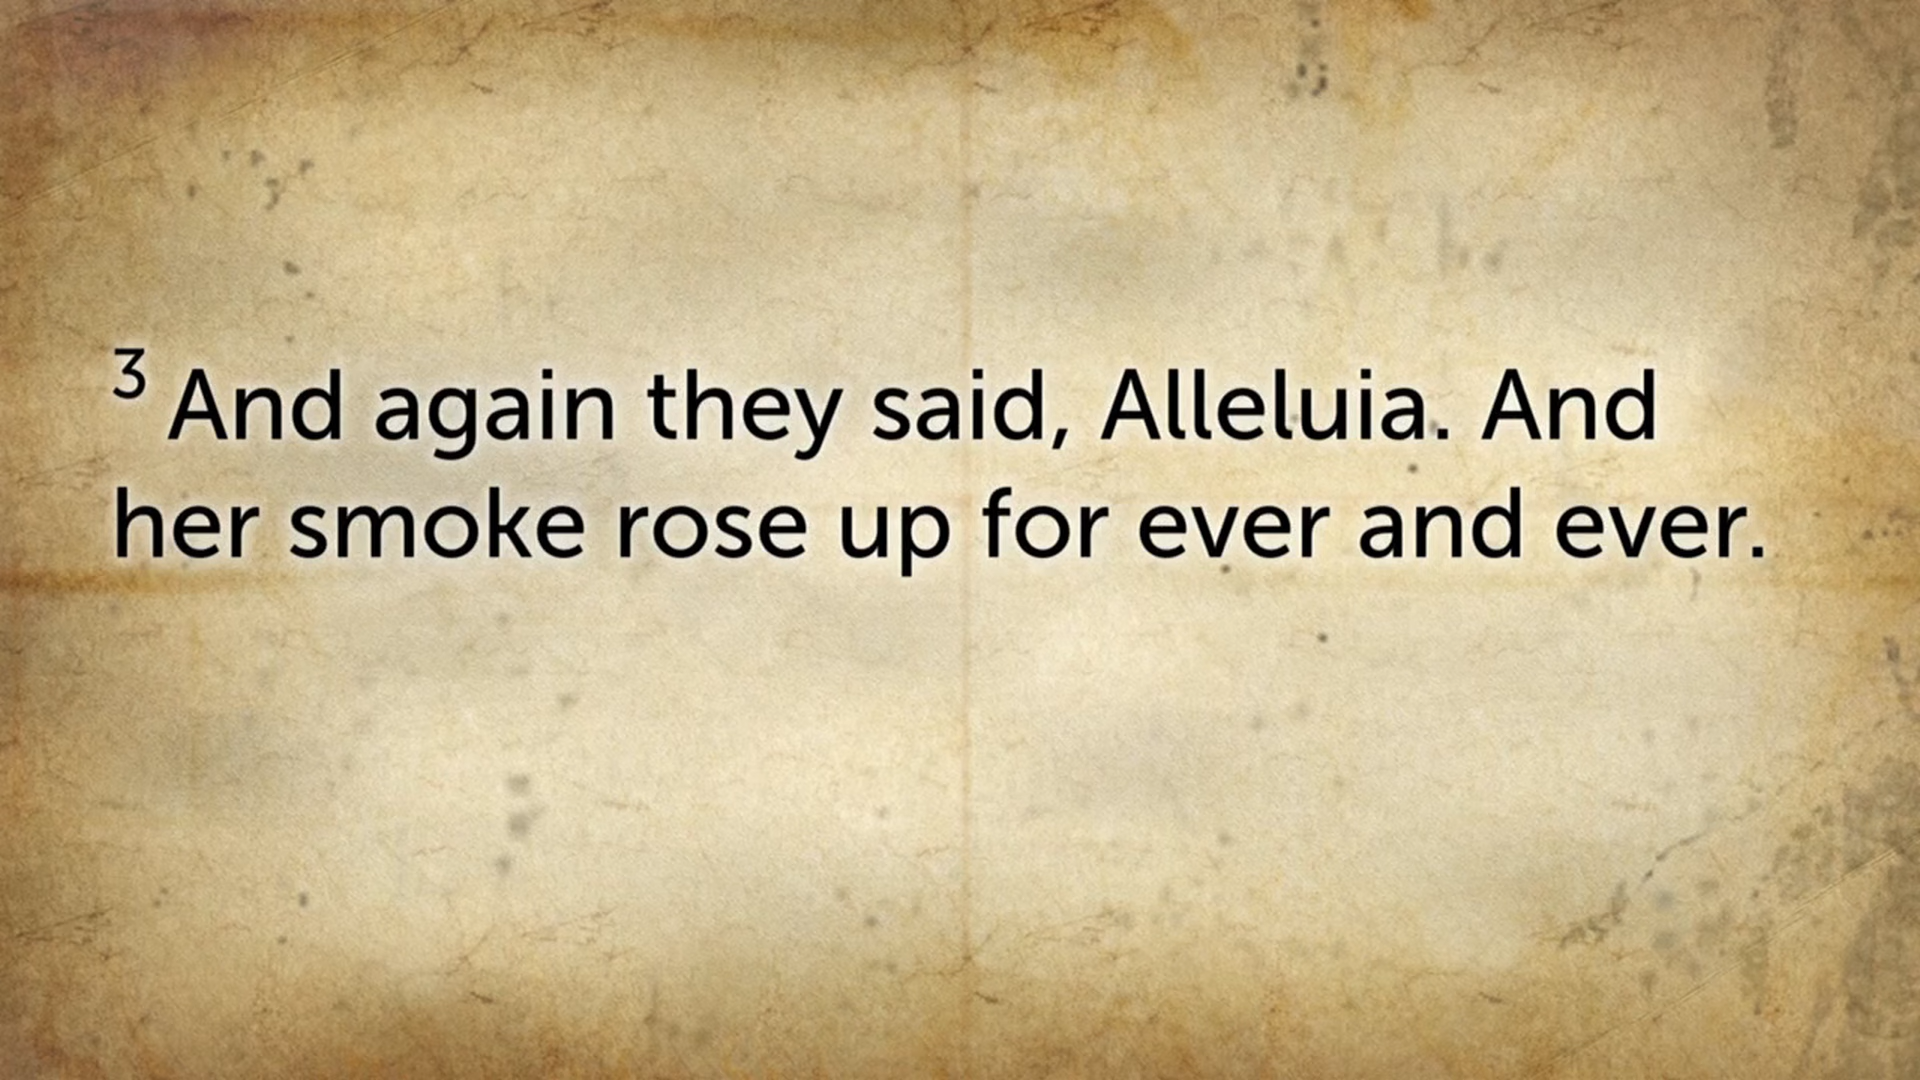 3 And again they said, Alleluia. And
her smoke rose up for ever and ever.